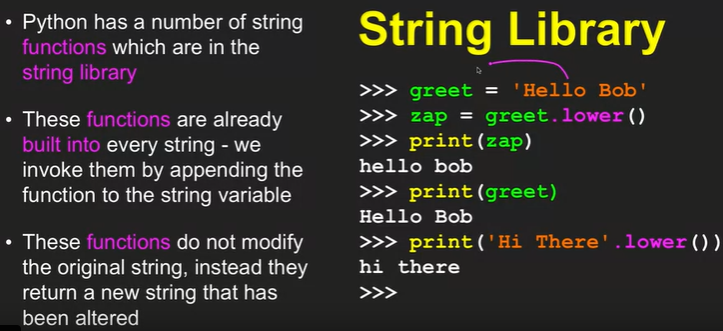 String Library
• Python has a number of string
functions which are in the
string library
• These functions are already
built into every string - we
invoke them by appending the
function to the string variable
• These functions do not modify
the original string, instead they
return a new string that has
been altered
>>> greet = 'Hello Bob'
>>> zap = greet.lower()
>>> print(zap)
hello bob
>>> print(greet)
Hello Bob
>>> print('Hi There'.lower())
hi there
>>>